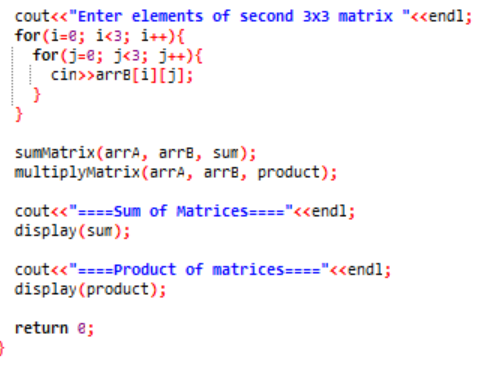 cout<<"Enter elements of second 3x3 matrix "<<endl;
for(i=0; i<3; i++){
for(j=0; j<3; j++){
cin>>arrB[i][j];
}
}
sumMatrix(arrA, arrB, sum);
multiplyMatrix(arrA, arrB, product);
cout<<"====Sum of Matrices===="<<endl;
display(sum);
cout<<"====Product of matrices===="<<endl;
display(product);
return 0;
}